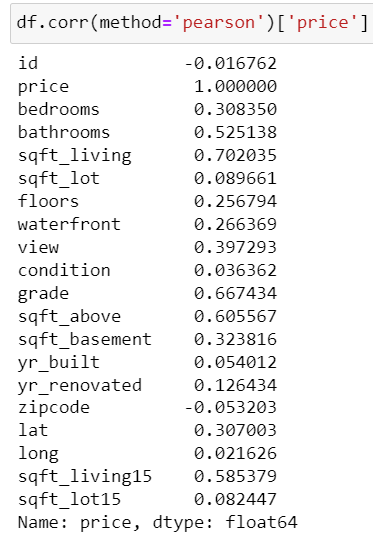 df.corr(method='pearson')['price']
id -0.016762
price 1.000000
bedrooms 0.308350
bathrooms 0.525138
sqft_living 0.702035
sqft_lot 0.089661
floors 0.256794
waterfront 0.266369
view 0.397293
condition 0.036362
grade 0.667434
sqft_above 0.605567
sqft_basement 0.323816
yr_built 0.054012
yr_renovated 0.126434
zipcode -0.053203
lat 0.307003
long 0.021626
sqft_living15 0.585379
sqft_lot15 0.082447
Name: price, dtype: float64